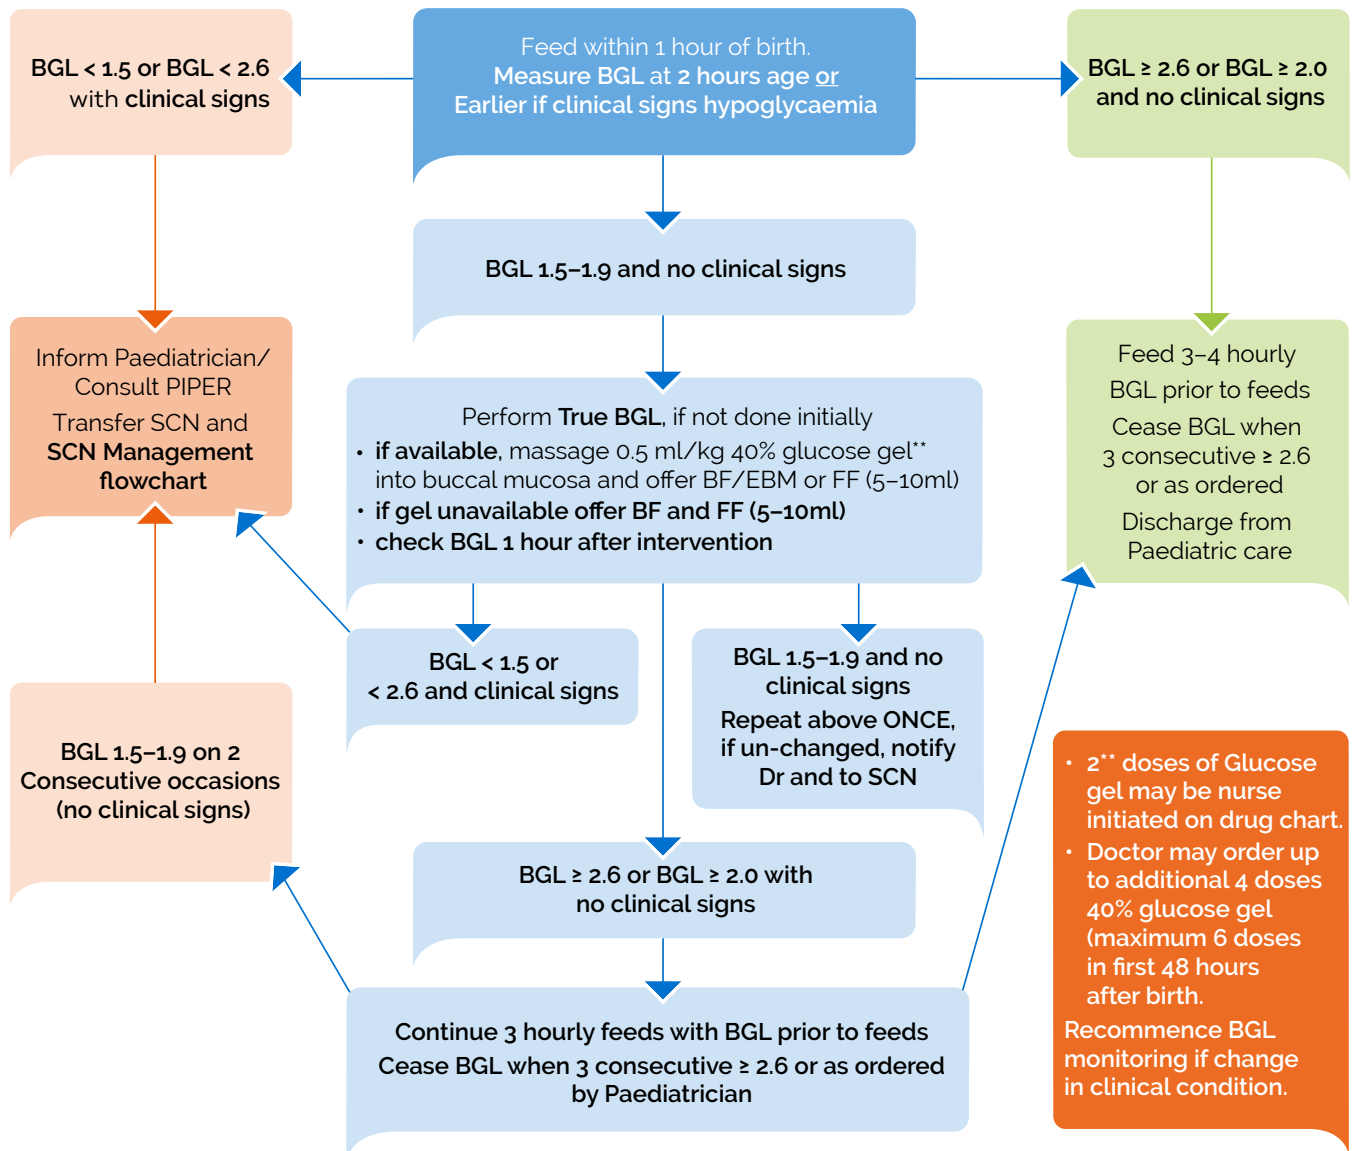 BGL < 1.5 or BGL < 2.6
with clinical signs
Feed within 1 hour of birth.
Measure BGL at 2 hours age or
Earlier if clinical signs hypoglycaemia
BGL ≥ 2.6 or BGL ≥ 2.0
and no clinical signs
BGL 1.5–1.9 and no clinical signs
Inform Paediatrician/
Consult PIPER
Transfer SCN and
SCN Management
flowchart
Perform True BGL, if not done initially
• if available, massage 0.5 ml/kg 40% glucose gel**
into buccal mucosa and offer BF/EBM or FF (5–10ml)
• if gel unavailable offer BF and FF (5–10ml)
• check BGL 1 hour after intervention
Feed 3–4 hourly
BGL prior to feeds
Cease BGL when
3 consecutive ≥ 2.6
or as ordered
Discharge from
Paediatric care
BGL < 1.5 or
< 2.6 and clinical signs
BGL 1.5–1.9 and no
clinical signs
Repeat above ONCE,
if un-changed, notify
Dr and to SCN
BGL 1.5–1.9 on 2
Consecutive occasions
(no clinical signs)
BGL ≥ 2.6 or BGL ≥ 2.0 with
no clinical signs
Continue 3 hourly feeds with BGL prior to feeds
Cease BGL when 3 consecutive ≥ 2.6 or as ordered
by Paediatrician
• 2** doses of Glucose
gel may be nurse
initiated on drug chart.
• Doctor may order up
to additional 4 doses
40% glucose gel
(maximum 6 doses
in first 48 hours
after birth.
Recommence BGL
monitoring if change
in clinical condition.